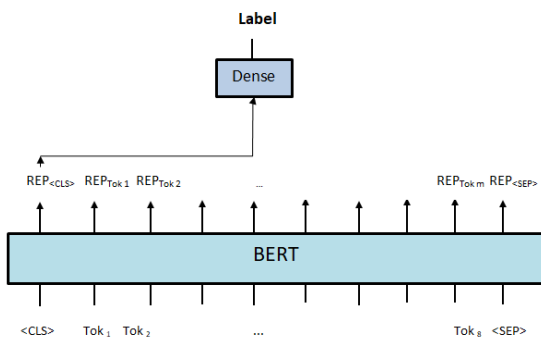 Label
Dense
REP<CLS> REPTok 1 REPTok 2 ... REPTok m REP<SEP>
BERT
<CLS> Tok 1 Tok 2 ... Tok 8 <SEP>